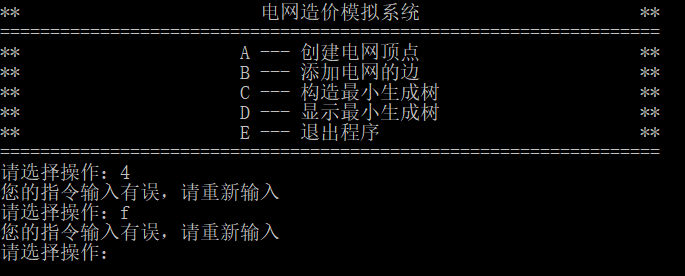 ** 电网造价模拟系统 **
==================================================================
** A --- 创建电网顶点 **
** B --- 添加电网的边 **
** C --- 构造最小生成树 **
** D --- 显示最小生成树 **
** E --- 退出程序 **
==================================================================
请选择操作: 4
您的指令输入有误，请重新输入
请选择操作: f
您的指令输入有误，请重新输入
请选择操作: